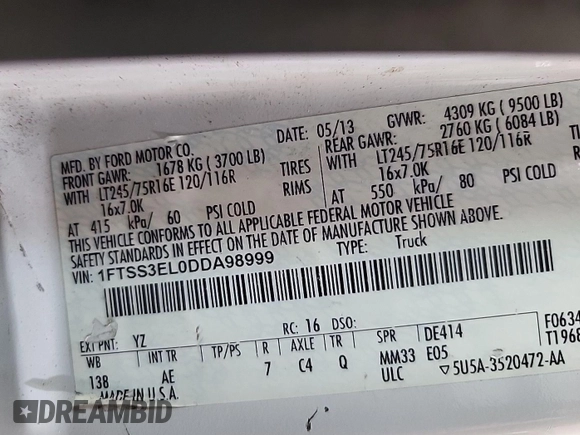 MFD. BY FORD MOTOR CO.
DATE: 05/13 GVWR: 4309 KG ( 9500 LB)
FRONT GAWR: 1678 KG ( 3700 LB) REAR GAWR: 2760 KG ( 6084 LB)
WITH LT245/75R16E 120/116R TIRES WITH LT245/75R16E 120/116R
16x7.0K RIMS 16x7.0K
AT 415 kPa/ 60 PSI COLD AT 550 kPa/ 80 PSI COLD
THIS VEHICLE CONFORMS TO ALL APPLICABLE FEDERAL MOTOR VEHICLE
SAFETY STANDARDS IN EFFECT ON THE DATE OF MANUFACTURE SHOWN ABOVE.
VIN: 1FTSS3EL0DDA98999 TYPE: Truck
F0634
T1968
EXT PNT: YZ RC: 16 DSO:
WB INT TR TP/PS R AXLE TR SPR DE414
138 AE 7 C4 Q MM33 E05
MADE IN U.S.A. ULC ▽5U5A-3520472-AA
DREAMBID